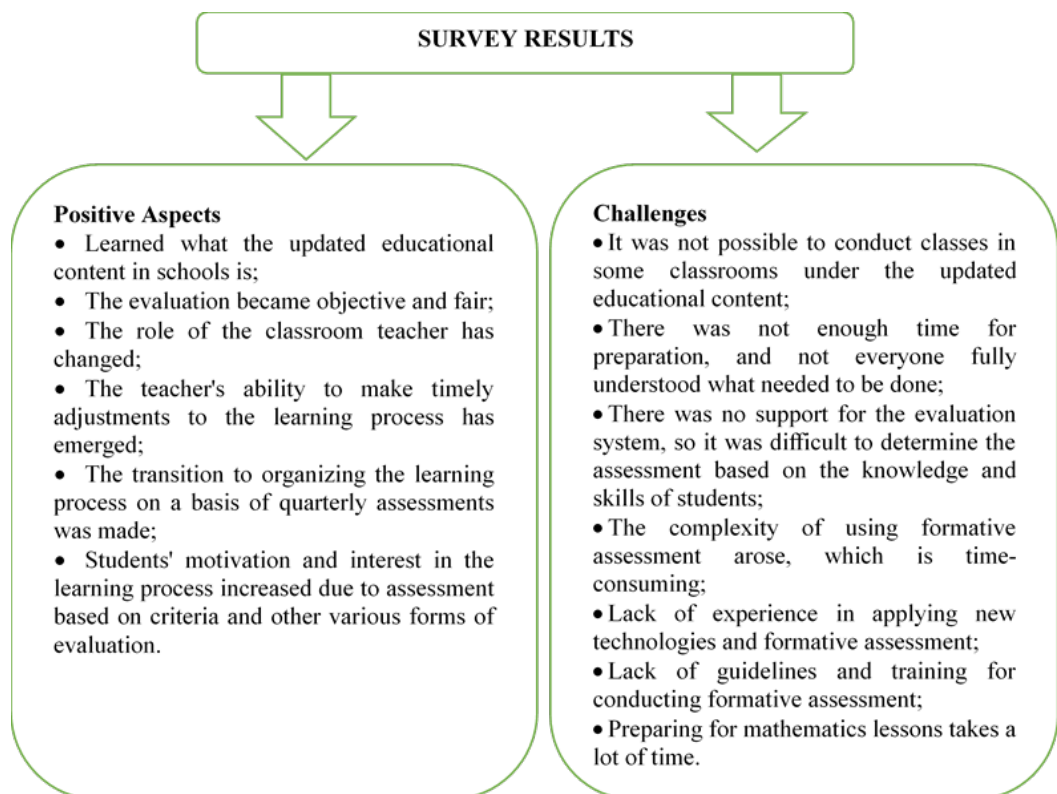 SURVEY RESULTS
Positive Aspects
• Learned what the updated educational
content in schools is;
• The evaluation became objective and fair;
• The role of the classroom teacher has
changed;
• The teacher's ability to make timely
adjustments to the learning process has
emerged;
• The transition to organizing the learning
process on a basis of quarterly assessments
was made;
• Students' motivation and interest in the
learning process increased due to assessment
based on criteria and other various forms of
evaluation.
Challenges
• It was not possible to conduct classes in
some classrooms under the updated
educational content;
• There was not enough time for
preparation, and not everyone fully
understood what needed to be done;
• There was no support for the evaluation
system, so it was difficult to determine the
assessment based on the knowledge and
skills of students;
• The complexity of using formative
assessment arose, which is time-
consuming;
• Lack of experience in applying new
technologies and formative assessment;
• Lack of guidelines and training for
conducting formative assessment;
• Preparing for mathematics lessons takes a
lot of time.